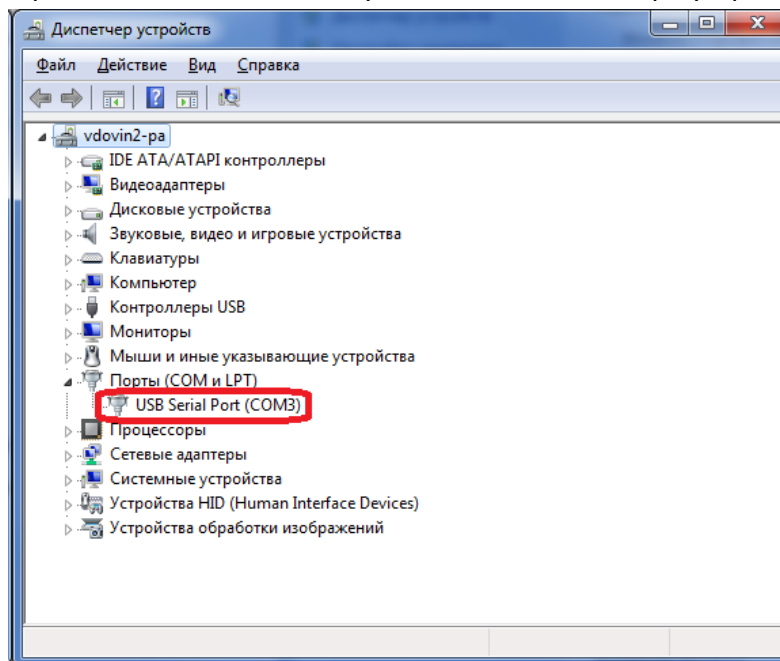 Диспетчер устройств
Файл Действие Вид Справка
vdovin2-pa
IDE ATA/ATAPI контроллеры
Видеоадаптеры
Дисковые устройства
Звуковые, видео и игровые устройства
Клавиатуры
Компьютер
Контроллеры USB
Мониторы
Мыши и иные указывающие устройства
Порты (COM и LPT)
USB Serial Port (COM3)
Процессоры
Сетевые адаптеры
Системные устройства
Устройства HID (Human Interface Devices)
Устройства обработки изображений